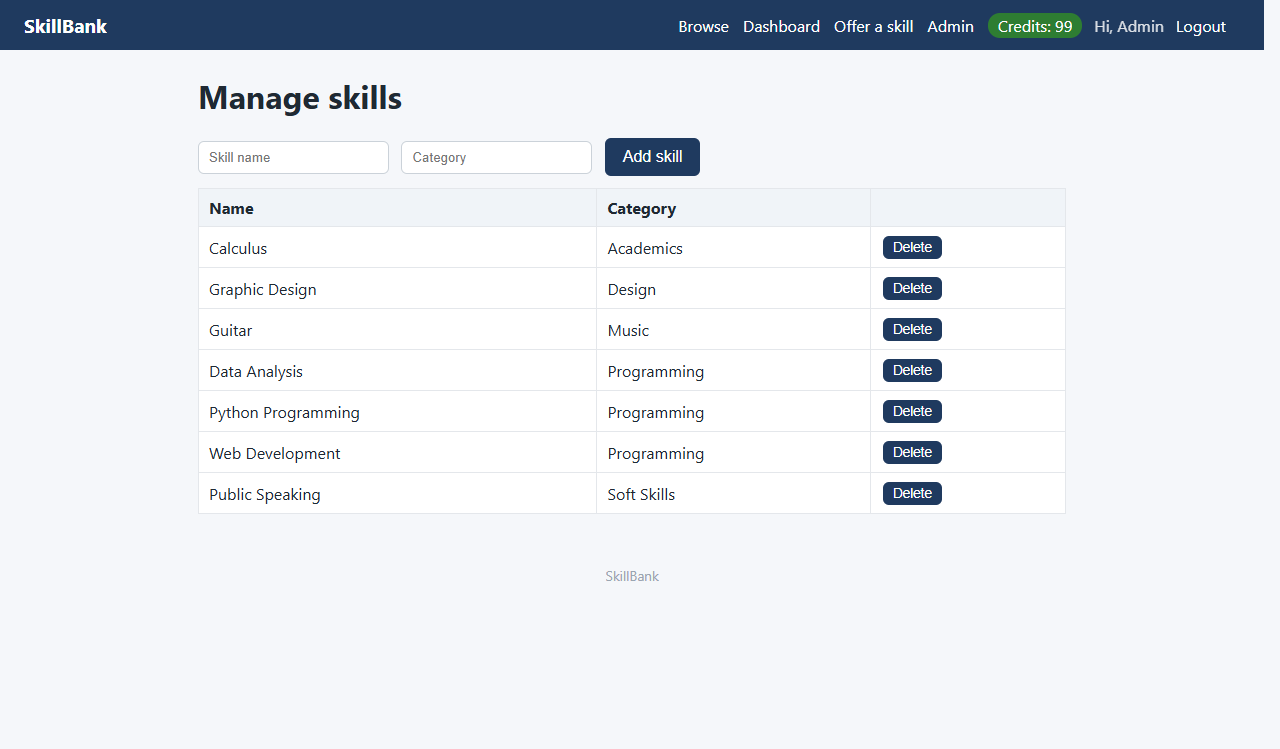 SkillBank Browse Dashboard Offer a skill Admin Credits: 99 Hi, Admin Logout
Manage skills
Skill name Category Add skill
Name Category
Calculus Academics Delete
Graphic Design Design Delete
Guitar Music Delete
Data Analysis Programming Delete
Python Programming Programming Delete
Web Development Programming Delete
Public Speaking Soft Skills Delete
SkillBank